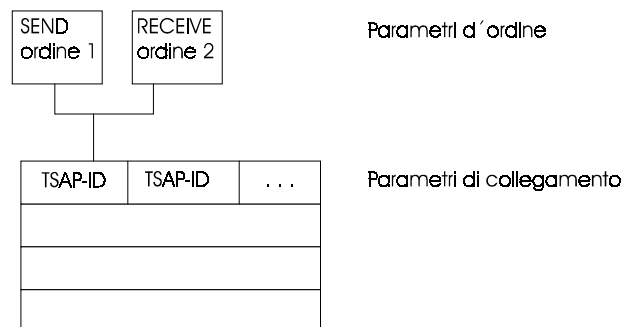 SEND
ordine 1
RECEIVE
ordine 2
Parametri d´ordine
TSAP-ID
TSAP-ID
. . .
Parametri di collegamento